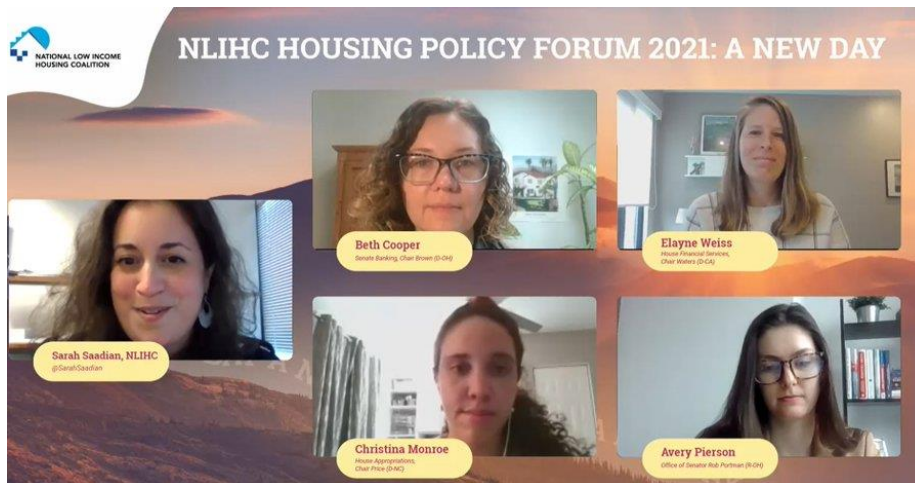 NATIONAL LOW INCOME
HOUSING COALITION
NLIHC HOUSING POLICY FORUM 2021: A NEW DAY
Beth Cooper
Senate Banking, Chair Brown (D-OH)
Elayne Weiss
House Financial Services,
Chair Waters (D-CA)
Sarah Saadian, NLIHC
@SarahSaadian
Christina Monroe
House Appropriations,
Chair Price (D-NC)
Avery Pierson
Office of Senator Rob Portman (R-OH)